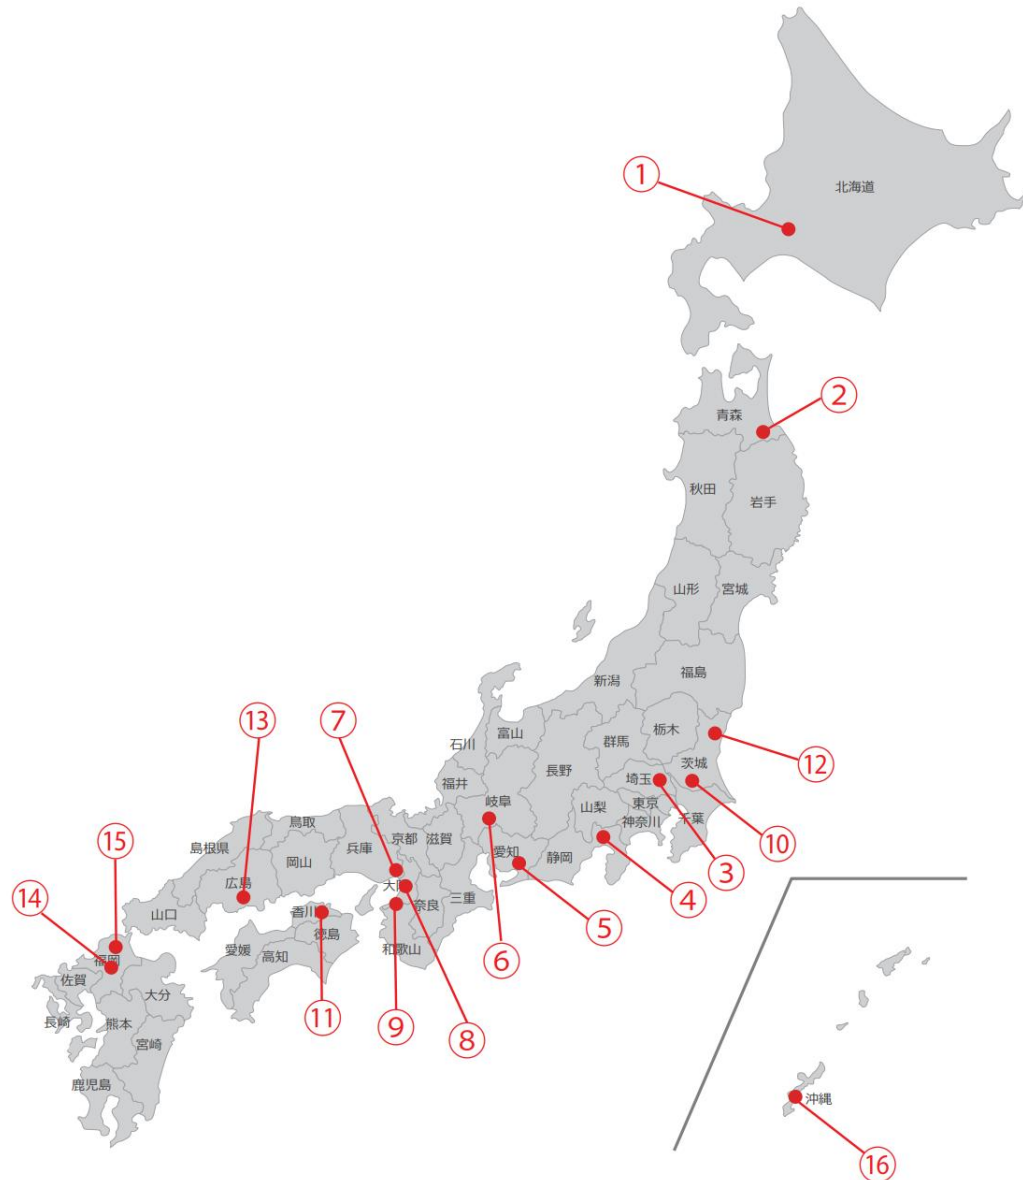 ①
北海道
②
青森
秋田
岩手
山形
宮城
新潟
福島
⑬
⑦
石川
富山
群馬
栃木
⑫
福井
長野
埼玉
茨城
岐阜
山梨
東京
神奈川
千葉
鳥取
島根県
岡山
兵庫
京都
滋賀
⑮
愛知
静岡
③
⑩
⑭
広島
大
④
山口
香川
奈良
三重
⑤
福岡
愛媛
高知
徳島
和歌山
⑥
佐賀
大分
長崎
熊本
⑪
⑨
⑧
宮崎
鹿児島
沖縄
⑯